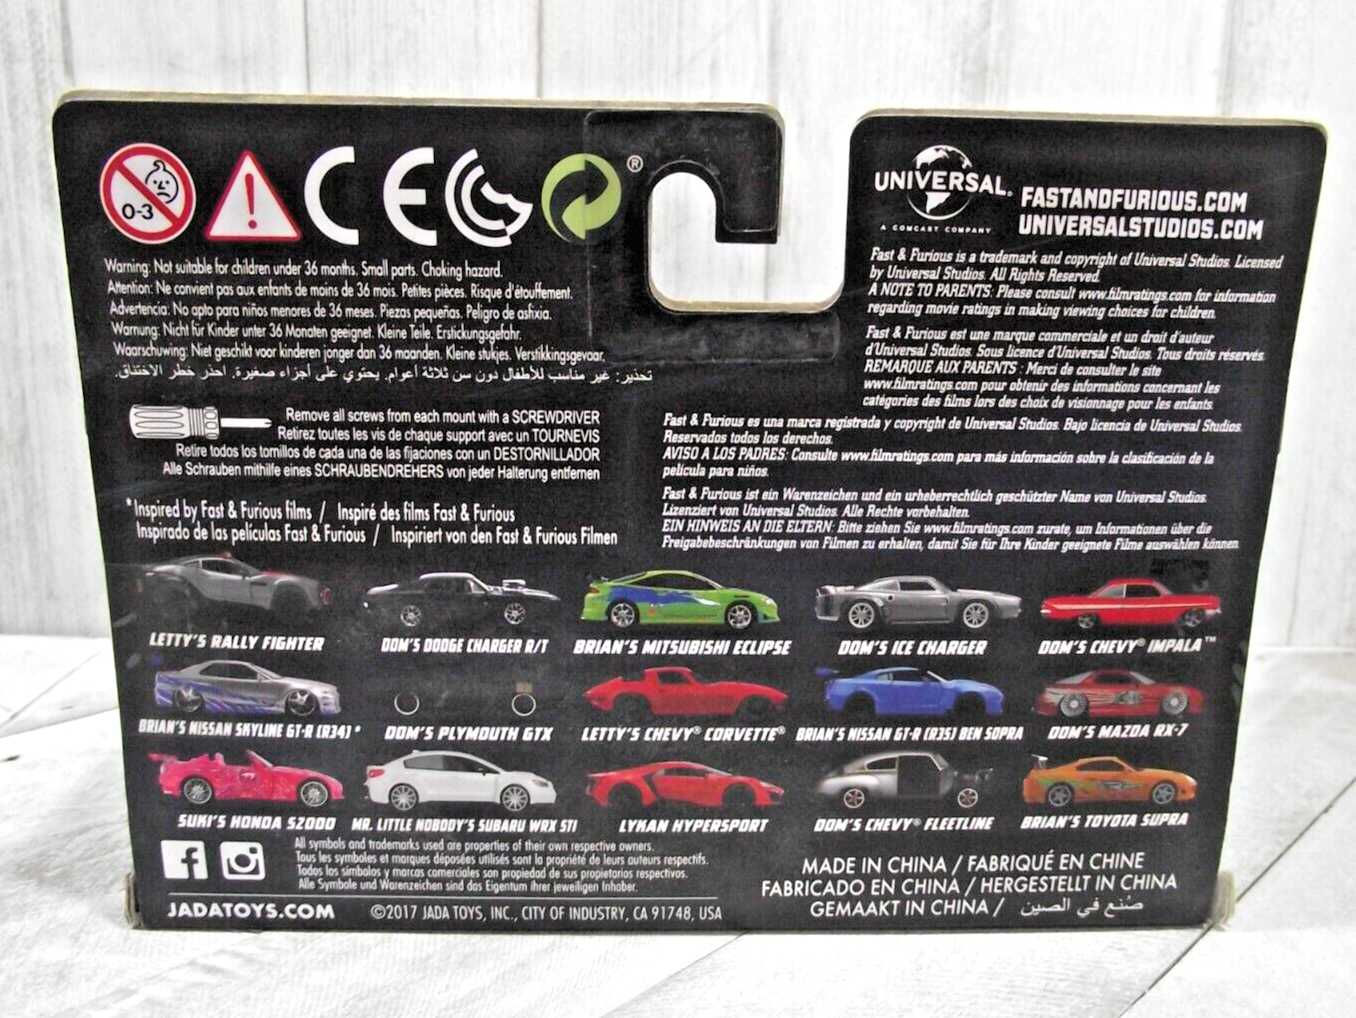 0-3
CE
®
Warning: Not suitable for children under 36 months. Small parts. Choking hazard.
Attention: Ne convient pas aux enfants de moins de 36 mois. Petites pièces. Risque d'étouffement.
Advertencia: No apto para niños menores de 36 meses. Piezas pequeñas. Peligro de asfixia.
Warnung: Nicht für Kinder unter 36 Monaten geeignet. Kleine Teile. Erstickungsgefahr.
Waarschuwing: Niet geschikt voor kinderen jonger dan 36 maanden. Kleine stukjes. Verstikkingsgevaar.
تحذير: غير مناسب للأطفال دون سن ثلاثة أعوام. يحتوي على أجزاء صغيرة. احذر خطر الاختناق.
Remove all screws from each mount with a SCREWDRIVER
Retirez toutes les vis de chaque support avec un TOURNEVIS
Retire todos los tornillos de cada una de las fijaciones con un DESTORNILLADOR
Alle Schrauben mithilfe eines SCHRAUBENDREHERS von jeder Halterung entfernen
*Inspired by Fast & Furious films / Inspiré des films Fast & Furious
Inspirado de las películas Fast & Furious / Inspiriert von den Fast & Furious Filmen
UNIVERSAL®
A COMCAST COMPANY
FASTANDFURIOUS.COM
UNIVERSALSTUDIOS.COM
Fast & Furious is a trademark and copyright of Universal Studios. Licensed
by Universal Studios. All Rights Reserved.
A NOTE TO PARENTS: Please consult www.filmratings.com for information
regarding movie ratings in making viewing choices for children.
Fast & Furious est une marque commerciale et un droit d'auteur
d'Universal Studios. Sous licence d'Universal Studios. Tous droits réservés.
REMARQUE AUX PARENTS : Merci de consulter le site
www.filmratings.com pour obtenir des informations concernant les
catégories des films lors des choix de visionnage pour les enfants.
Fast & Furious es una marca registrada y copyright de Universal Studios. Bajo licencia de Universal Studios.
Reservados todos los derechos.
AVISO A LOS PADRES: Consulte www.filmratings.com para más información sobre la clasificación de la
película para niños.
Fast & Furious ist ein Warenzeichen und ein urheberrechtlich geschützter Name von Universal Studios.
Lizenziert von Universal Studios. Alle Rechte vorbehalten.
EIN HINWEIS AN DIE ELTERN: Bitte ziehen Sie www.filmratings.com zurate, um Informationen über die
Freigabebeschränkungen von Filmen zu erhalten, damit Sie für Ihre Kinder geeignete Filme auswählen können.
LETTY'S RALLY FIGHTER
DOM'S DODGE CHARGER R/T
BRIAN'S MITSUBISHI ECLIPSE
DOM'S ICE CHARGER
DOM'S CHEVY® IMPALA™
BRIAN'S NISSAN SKYLINE GT-R (R34) *
DOM'S PLYMOUTH GTX
LETTY'S CHEVY® CORVETTE®
BRIAN'S NISSAN GT-R (R35) BEN SOPRA
DOM'S MAZDA RX-7
SUKI'S HONDA S2000
MR. LITTLE NOBODY'S SUBARU WRX STI
LYKAN HYPERSPORT
DOM'S CHEVY® FLEETLINE
BRIAN'S TOYOTA SUPRA
All symbols and trademarks used are properties of their own respective owners.
Tous les symboles et marques déposées utilisés sont la propriété de leurs auteurs respectifs.
Todos los símbolos y marcas comerciales son propiedad de sus propietarios respectivos.
Alle Symbole und Warenzeichen sind das Eigentum ihrer jeweiligen Inhaber.
JADATOYS.COM
©2017 JADA TOYS, INC., CITY OF INDUSTRY, CA 91748, USA
MADE IN CHINA / FABRIQUÉ EN CHINE
FABRICADO EN CHINA / HERGESTELLT IN CHINA
GEMAAKT IN CHINA / صُنع في الصين